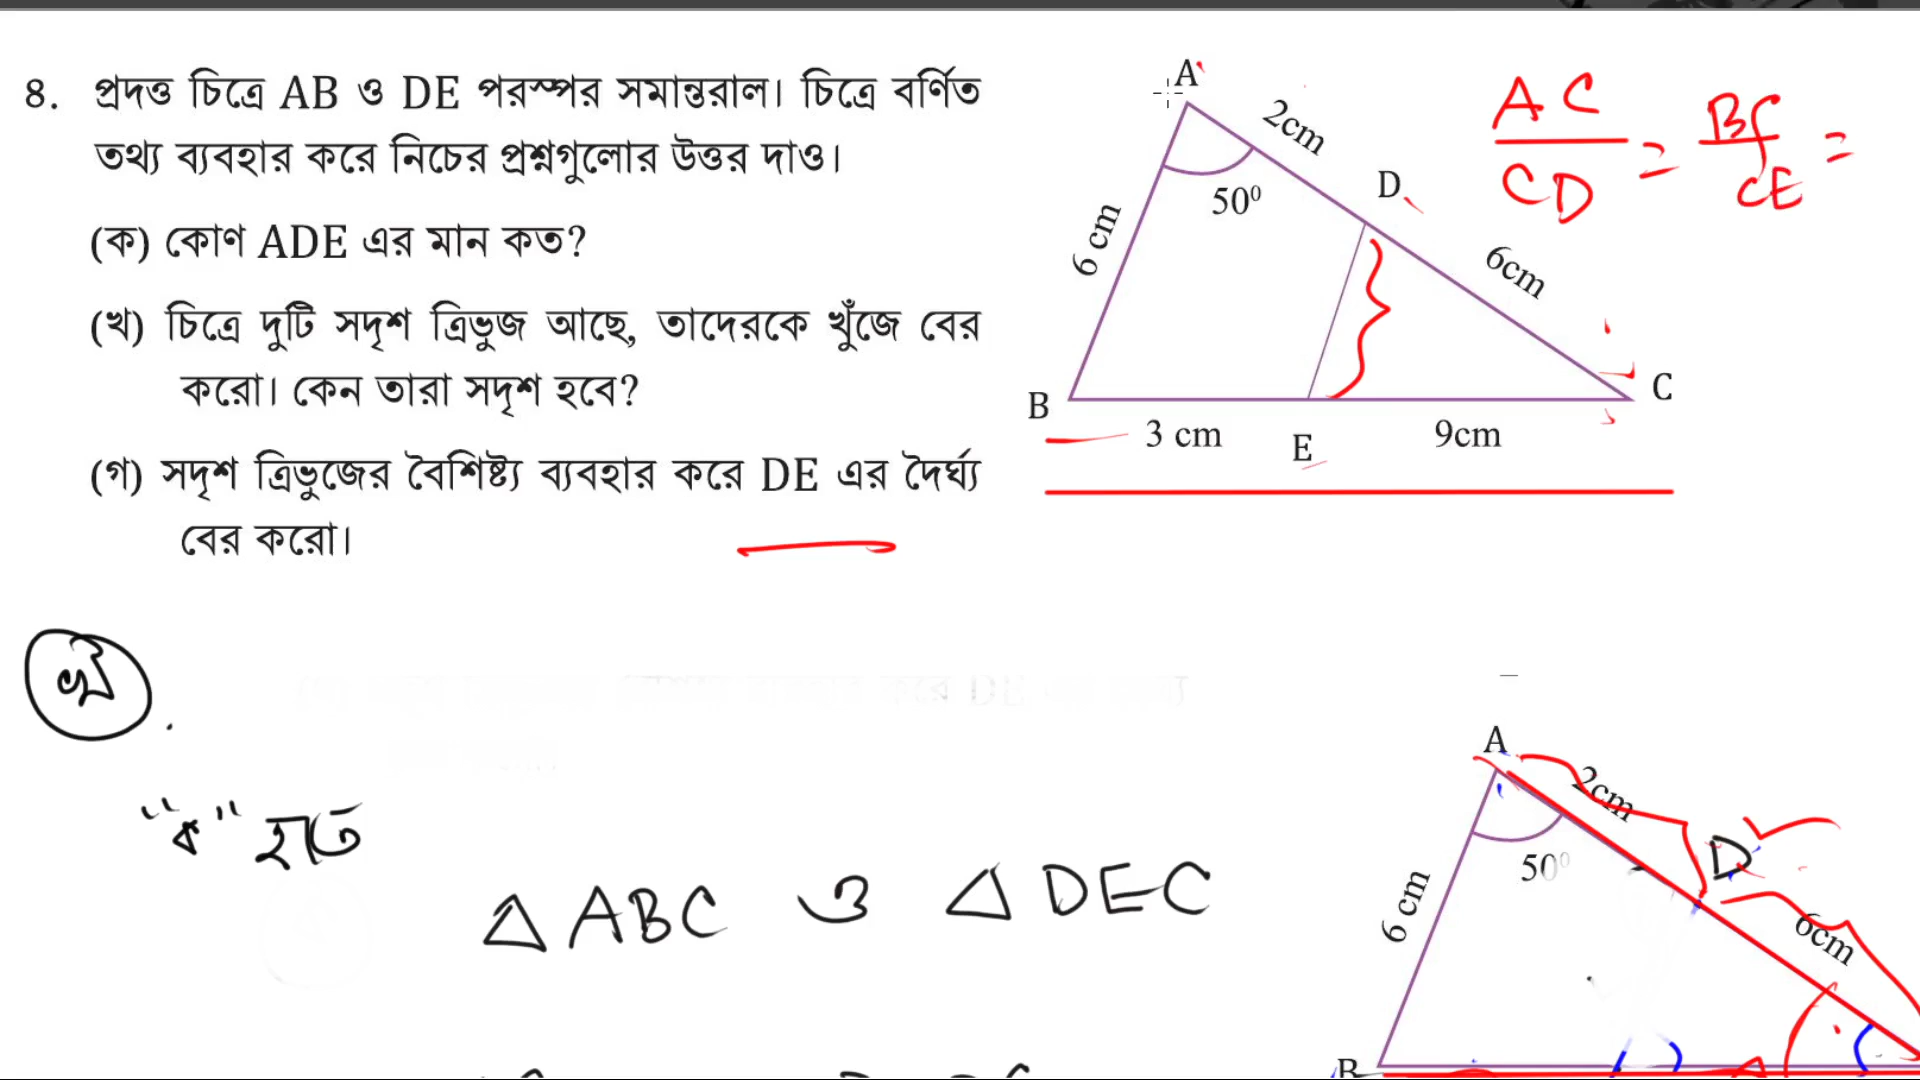 8. প্রদত্ত চিত্রে AB ও DE পরস্পর সমান্তরাল। চিত্রে বর্ণিত
তথ্য ব্যবহার করে নিচের প্রশ্নগুলোর উত্তর দাও।
(ক) কোণ ADE এর মান কত?
(খ) চিত্রে দুটি সদৃশ ত্রিভুজ আছে, তাদেরকে খুঁজে বের
করো। কেন তারা সদৃশ হবে?
(গ) সদৃশ ত্রিভুজের বৈশিষ্ট্য ব্যবহার করে DE এর দৈর্ঘ্য
বের করো।
A
2cm
50⁰
D
6 cm
6cm
B
C
3 cm
E
9cm
AC/CD = BC/CE =
খ
"ক" হতে
△ ABC ও △ DEC
A
2cm
D
50⁰
6 cm
6cm
B